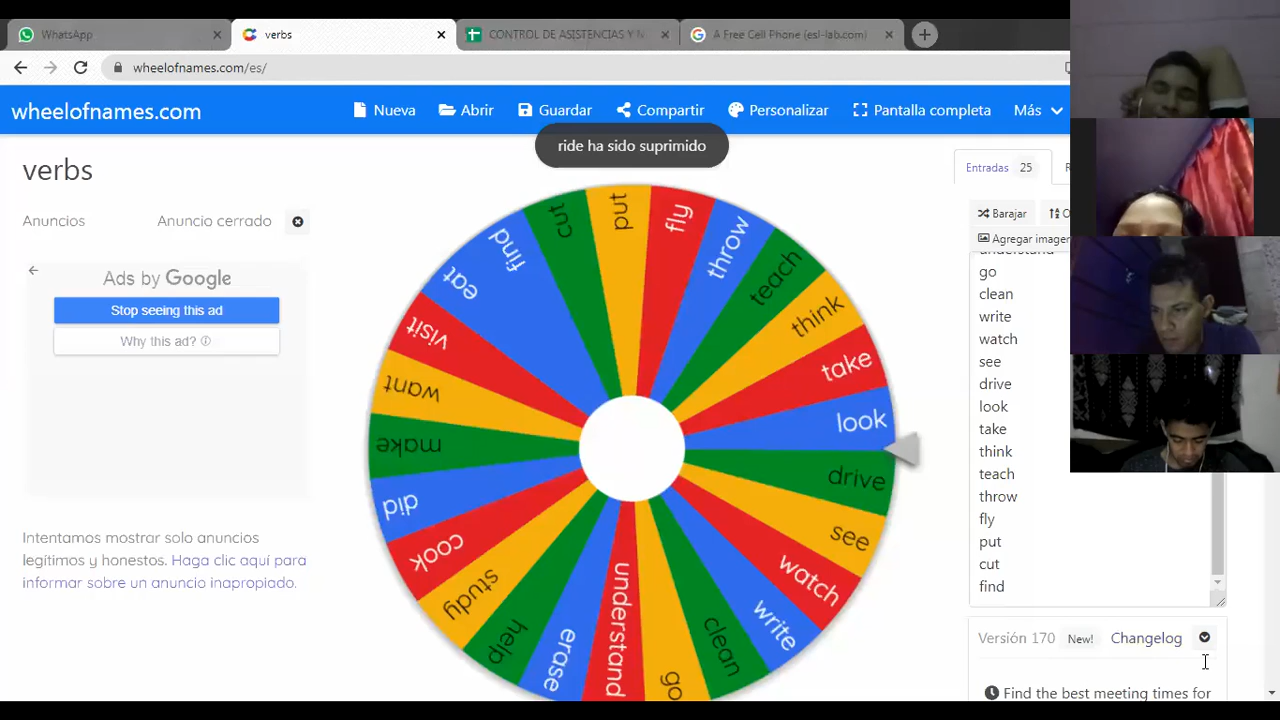 WhatsApp
verbs
CONTROL DE ASISTENCIAS Y N
A Free Cell Phone (esl-lab.com)
wheelofnames.com/es/
wheelofnames.com
Nueva
Abrir
Guardar
Compartir
Personalizar
Pantalla completa
Más
ride ha sido suprimido
verbs
Anuncios
Anuncio cerrado
Ads by Google
Stop seeing this ad
Why this ad?
Intentamos mostrar solo anuncios
legítimos y honestos. Haga clic aquí para
informar sobre un anuncio inapropiado.
cut
put
fly
throw
teach
think
take
look
drive
see
watch
write
clean
go
understand
erase
help
study
cook
did
make
want
visit
eat
find
Entradas 25
Barajar
Agregar imagen
understand
go
clean
write
watch
see
drive
look
take
think
teach
throw
fly
put
cut
find
Versión 170 New! Changelog
Find the best meeting times for